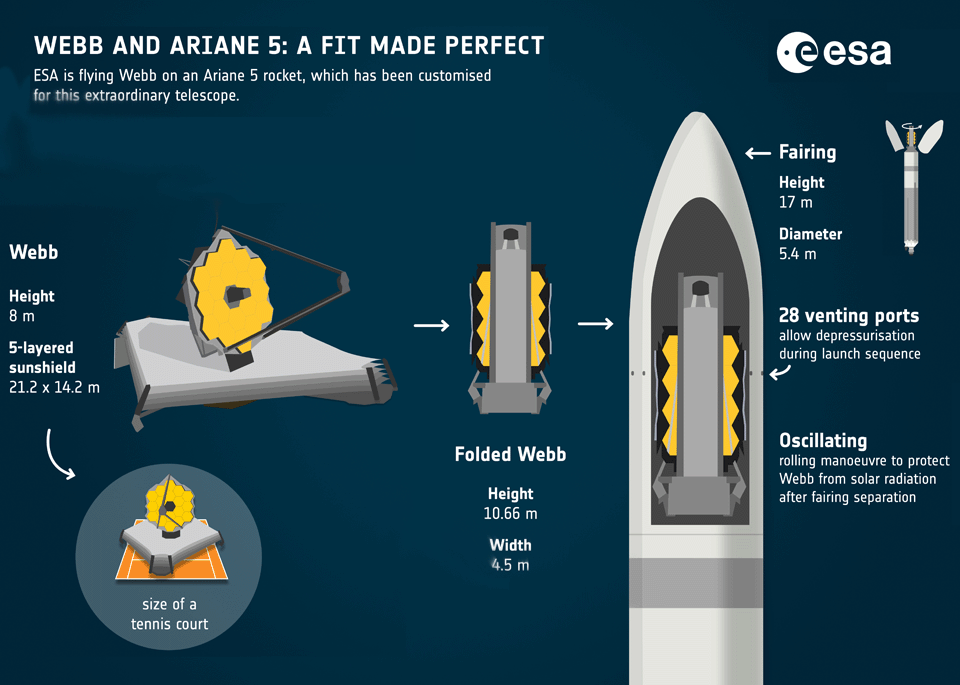 WEBB AND ARIANE 5: A FIT MADE PERFECT
ESA is flying Webb on an Ariane 5 rocket, which has been customised
for this extraordinary telescope.
esa
Webb
Height
8 m
5-layered
sunshield
21.2 x 14.2 m
size of a
tennis court
Folded Webb
Height
10.66 m
Width
4.5 m
Fairing
Height
17 m
Diameter
5.4 m
28 venting ports
allow depressurisation
during launch sequence
Oscillating
rolling manoeuvre to protect
Webb from solar radiation
after fairing separation